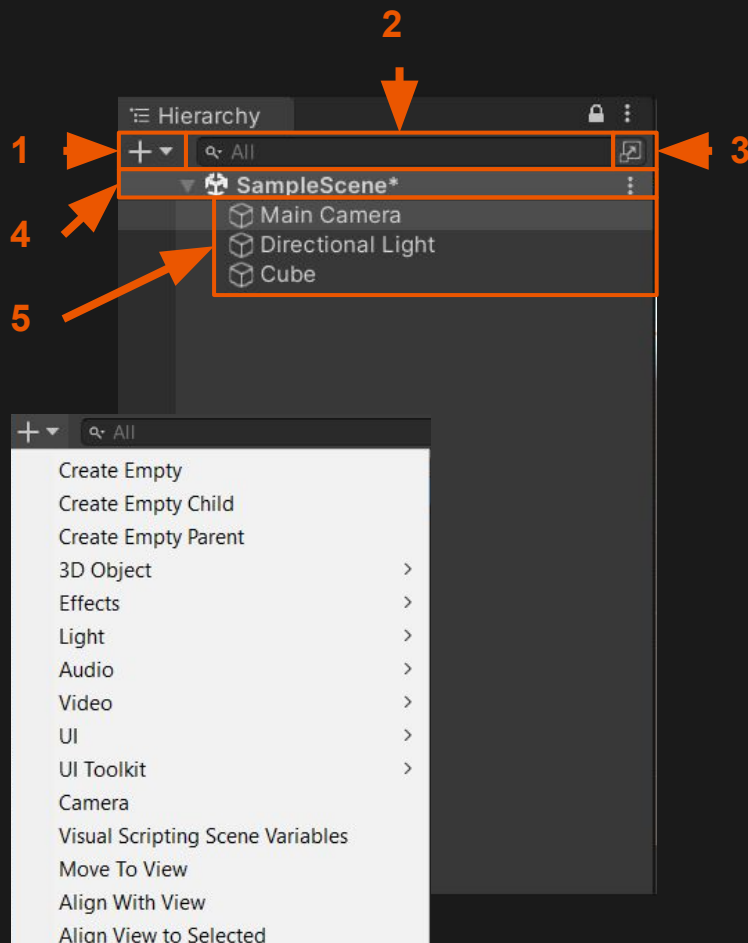 2
Hierarchy
1
All
3
SampleScene*
4
Main Camera
Directional Light
Cube
5
All
Create Empty
Create Empty Child
Create Empty Parent
3D Object
Effects
Light
Audio
Video
UI
UI Toolkit
Camera
Visual Scripting Scene Variables
Move To View
Align With View
Align View to Selected